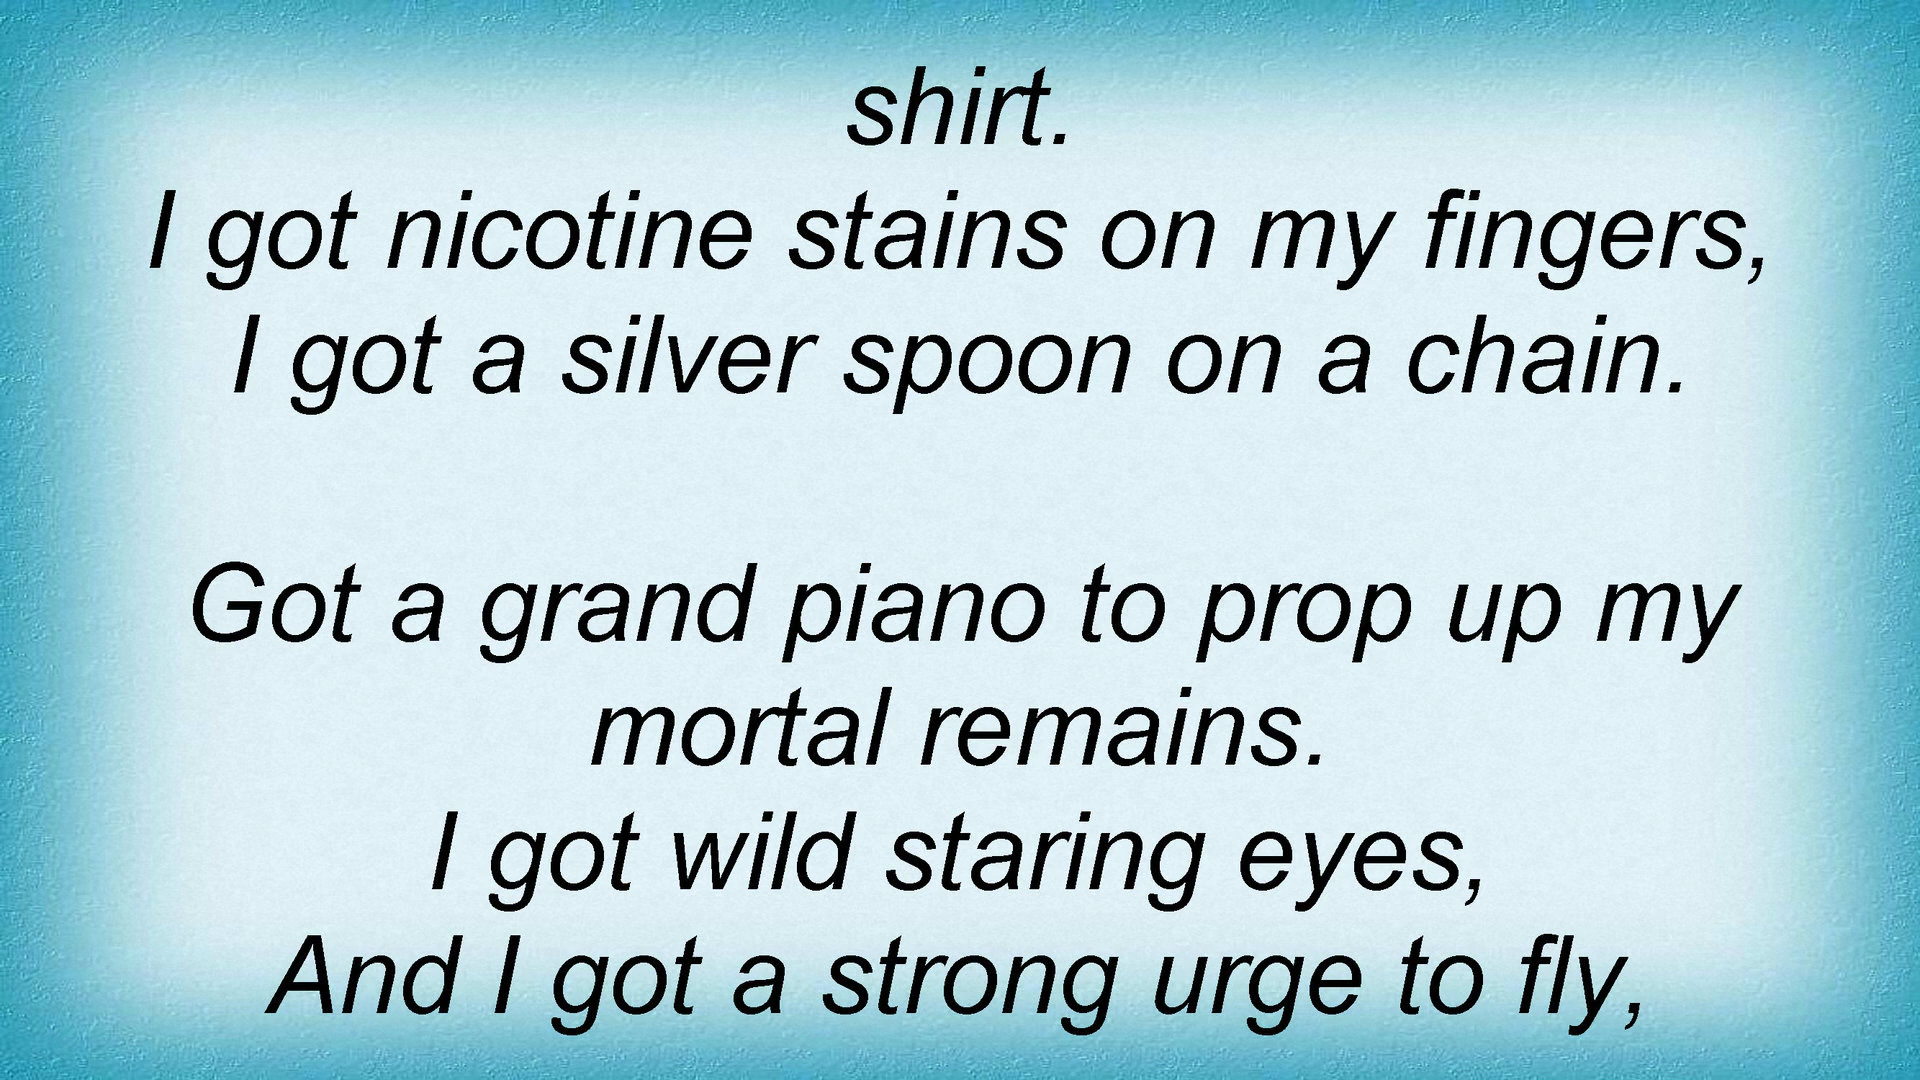 shirt.
I got nicotine stains on my fingers,
I got a silver spoon on a chain.
Got a grand piano to prop up my
mortal remains.
I got wild staring eyes,
And I got a strong urge to fly,